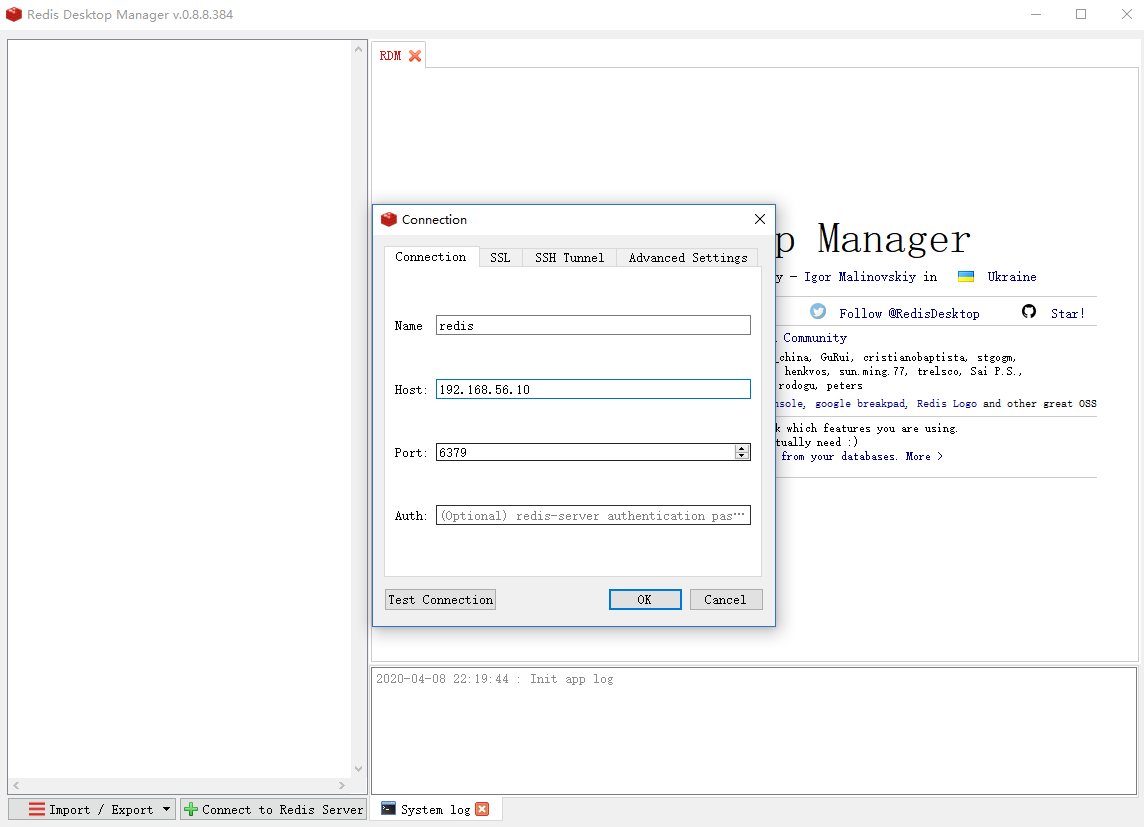 Redis Desktop Manager v.0.8.8.384
RDM
Manager
Igor Malinovskiy in Ukraine
Follow @RedisDesktop Star!
Community
china, GuRui, cristianobaptista, stgogm,
henkvos, sun.ming.77, trelsco, Sai P.S.,
rodogu, peters
google breakpad, Redis Logo and other great OSS
which features you are using.
need :)
from your databases. More >
Connection
Connection SSL SSH Tunnel Advanced Settings
Name redis
Host: 192.168.56.10
Port: 6379
Auth: (Optional) redis-server authentication pas…
Test Connection OK Cancel
2020-04-08 22:19:44 : Init app log
Import / Export Connect to Redis Server System log